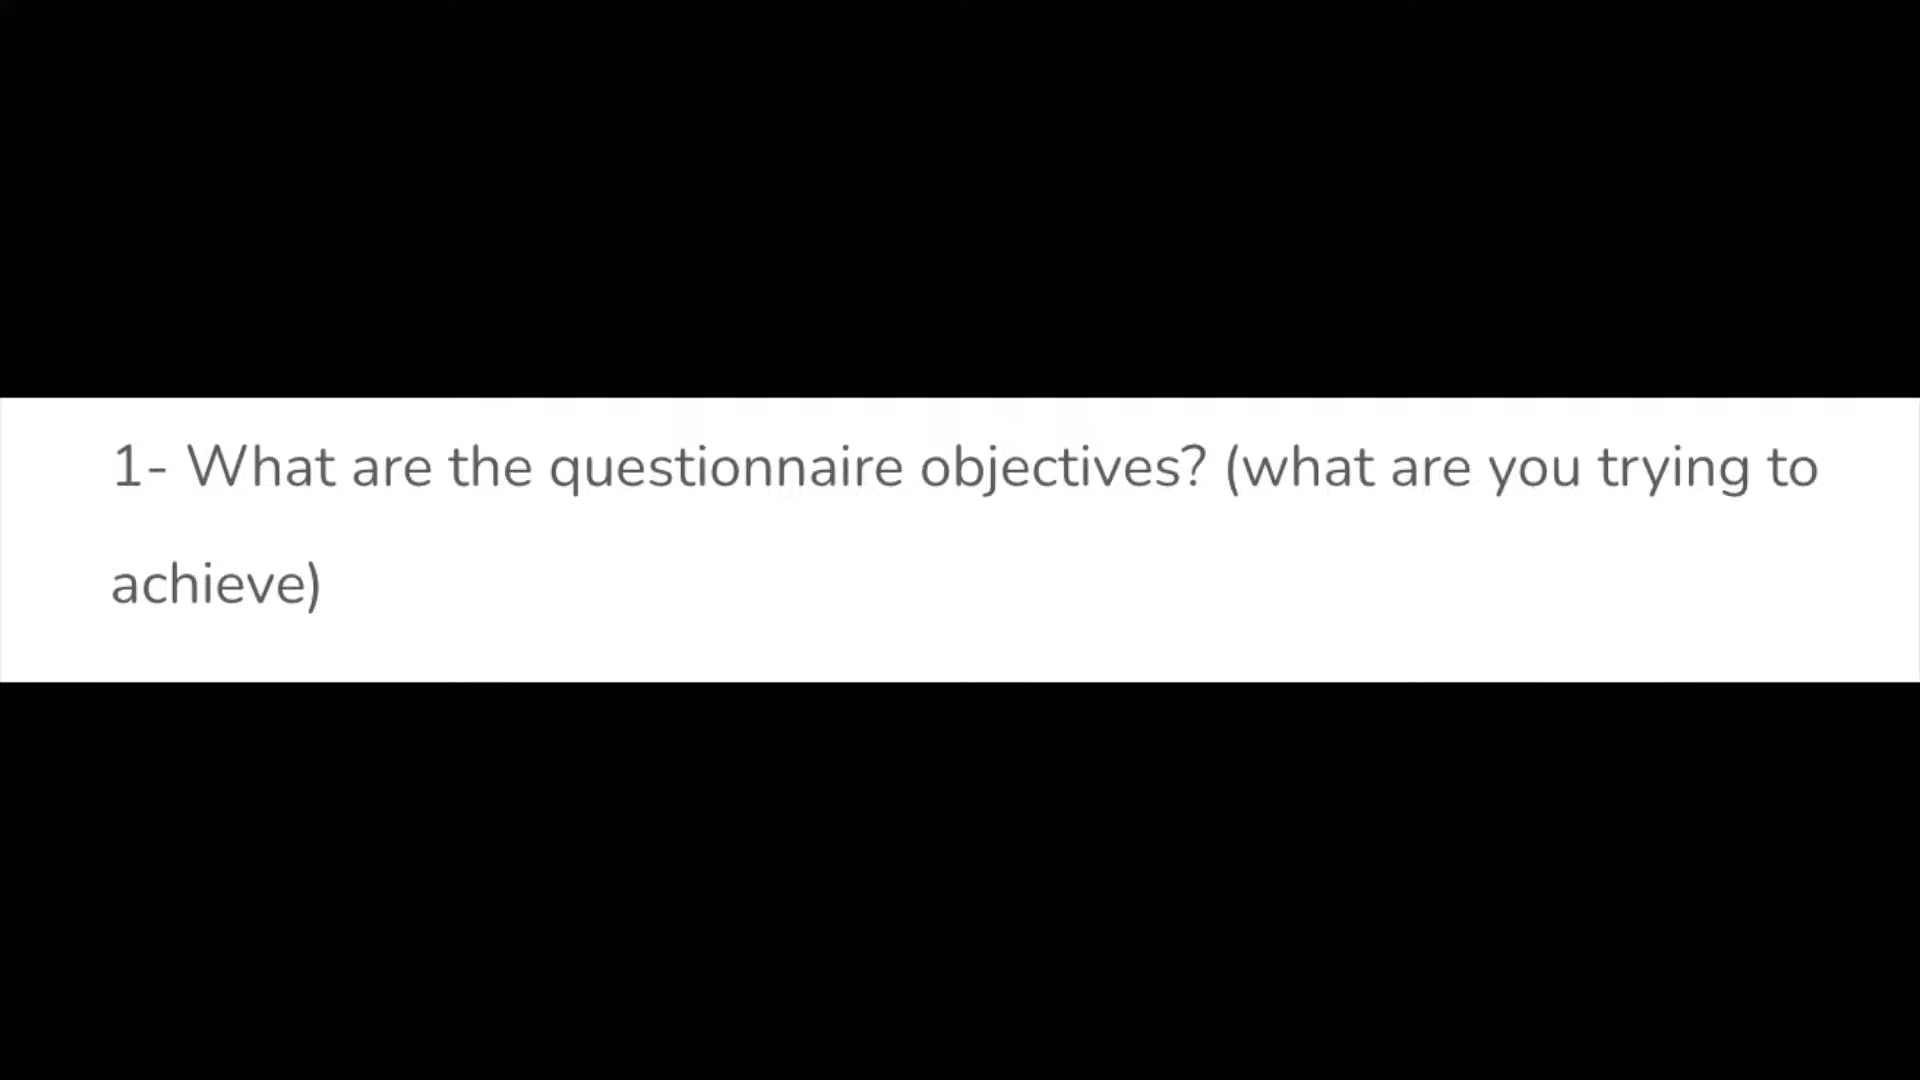 1- What are the questionnaire objectives? (what are you trying to
achieve)